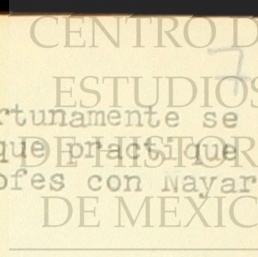 CENTRO D
7
ESTUDIOS
rtunamente se
que practique
DE HISTOR
ofes con Nayar
DE MEXIC